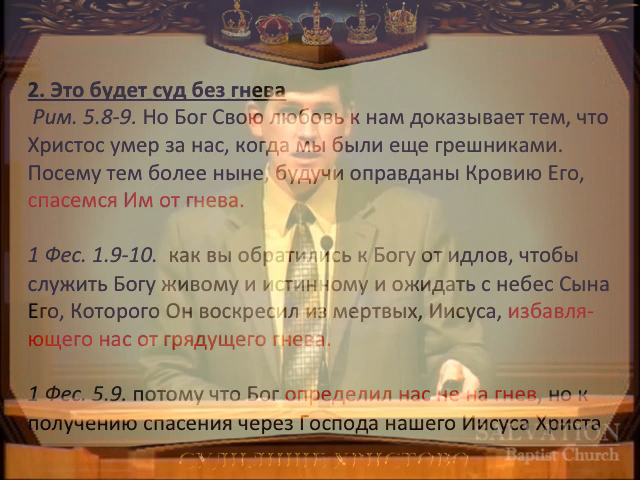 2. Это будет суд без гнева
Рим. 5.8-9. Но Бог Свою любовь к нам доказывает тем, что
Христос умер за нас, когда мы были еще грешниками.
Посему тем более ныне, будучи оправданы Кровию Его,
спасемся Им от гнева.
1 Фес. 1.9-10. как вы обратились к Богу от идлов, чтобы
служить Богу живому и истинному и ожидать с небес Сына
Его, Которого Он воскресил из мертвых, Иисуса, избавля-
ющего нас от грядущего гнева.
1 Фес. 5.9. потому что Бог определил нас не на гнев, но к
получению спасения через Господа нашего Иисуса Христа
SALVATION
Baptist Church
СУДИЛИЩЕ ХРИСТОВО